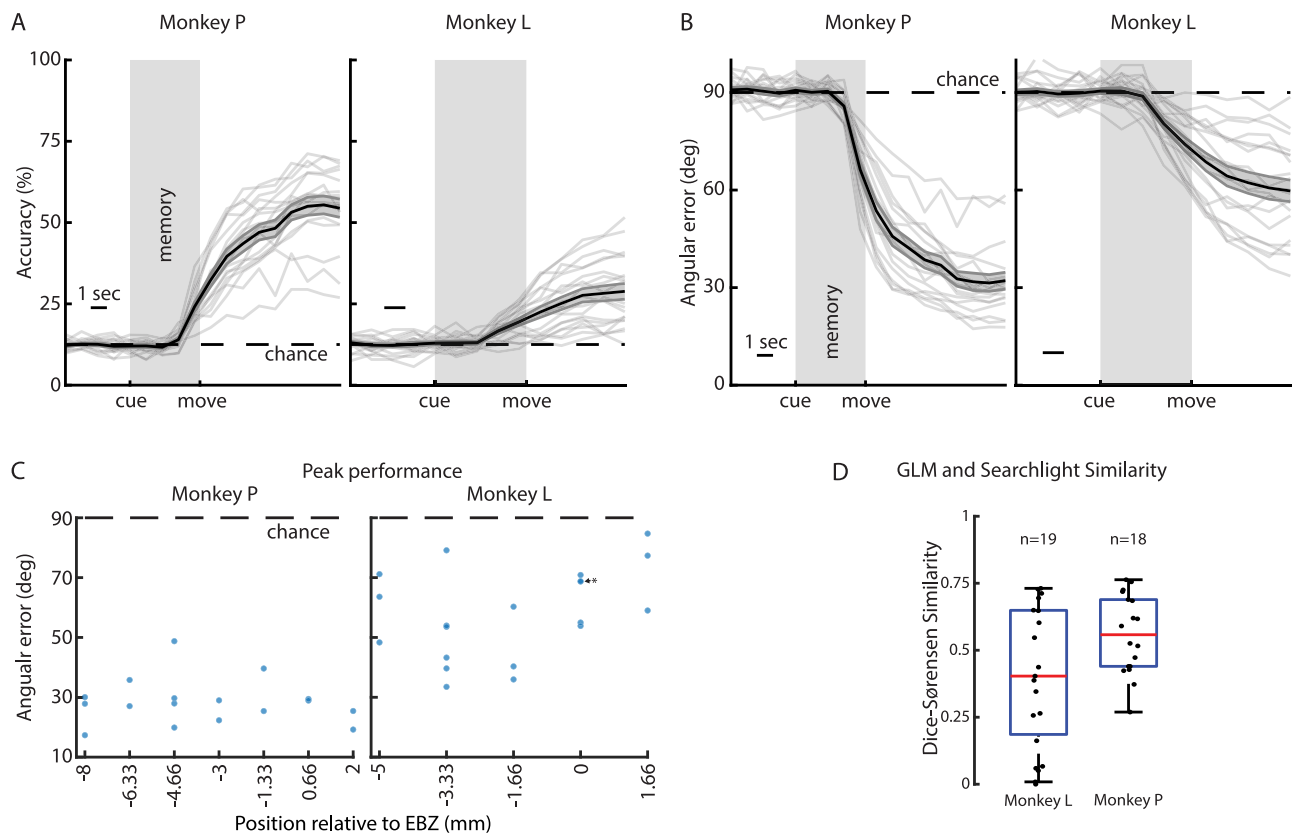 A
Monkey P
Monkey L
100
75
50
25
0
Accuracy (%)
memory
1 sec
chance
cue
move
cue
move
B
Monkey P
Monkey L
chance
90
60
30
0
Angular error (deg)
memory
1 sec
cue
move
cue
move
C
Peak performance
Monkey P
Monkey L
chance
90
70
50
30
10
Angualr error (deg)
*
-8
-6.33
-4.66
-3
-1.33
0.66
2
-5
-3.33
-1.66
0
1.66
Position relative to EBZ (mm)
D
GLM and Searchlight Similarity
n=19
n=18
1
0.75
0.5
0.25
0
Dice-Sørensen Similarity
Monkey L
Monkey P